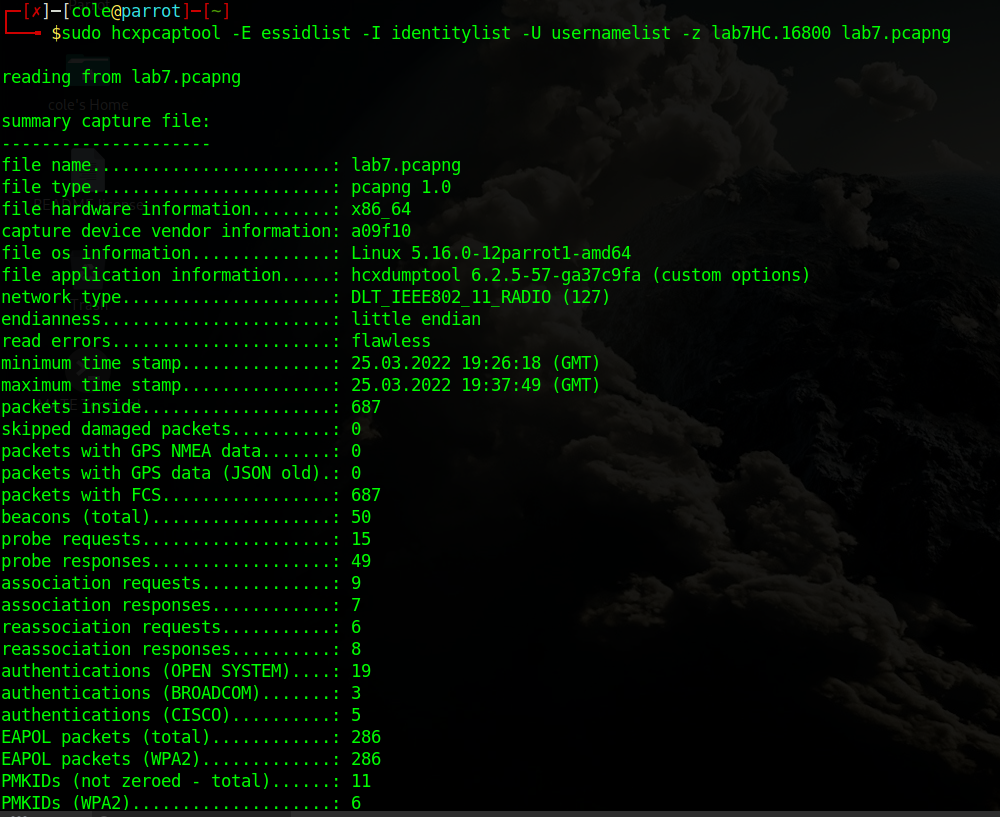 ┌─[✗]─[cole@parrot]─[~]
└──╼ $sudo hcxpcaptool -E essidlist -I identitylist -U usernamelist -z lab7HC.16800 lab7.pcapng
reading from lab7.pcapng
cole's Home
summary capture file:
---------------------
file name........................: lab7.pcapng
file type........................: pcapng 1.0
file hardware information........: x86_64
capture device vendor information: a09f10
file os information..............: Linux 5.16.0-12parrot1-amd64
file application information.....: hcxdumptool 6.2.5-57-ga37c9fa (custom options)
network type.....................: DLT_IEEE802_11_RADIO (127)
endianness.......................: little endian
read errors......................: flawless
minimum time stamp...............: 25.03.2022 19:26:18 (GMT)
maximum time stamp...............: 25.03.2022 19:37:49 (GMT)
packets inside...................: 687
skipped damaged packets..........: 0
packets with GPS NMEA data.......: 0
packets with GPS data (JSON old).: 0
packets with FCS.................: 687
beacons (total)..................: 50
probe requests...................: 15
probe responses..................: 49
association requests.............: 9
association responses............: 7
reassociation requests...........: 6
reassociation responses..........: 8
authentications (OPEN SYSTEM)....: 19
authentications (BROADCOM).......: 3
authentications (CISCO)..........: 5
EAPOL packets (total)............: 286
EAPOL packets (WPA2).............: 286
PMKIDs (not zeroed - total)......: 11
PMKIDs (WPA2)....................: 6